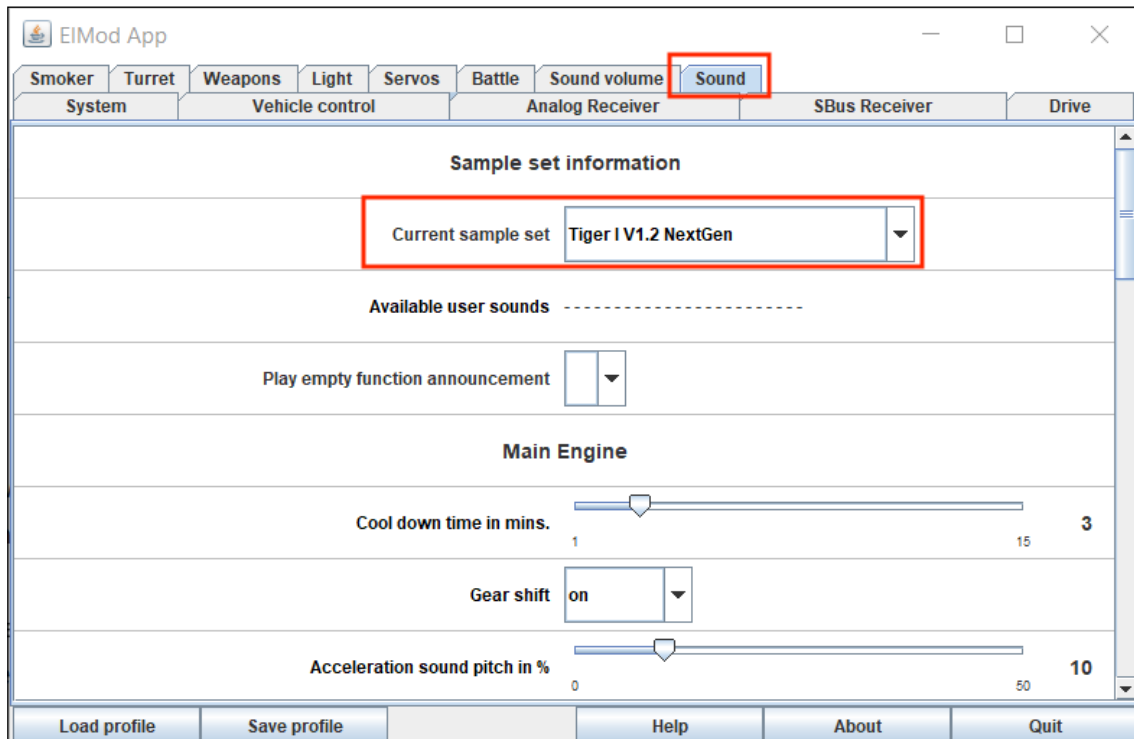 ElMod App
Smoker Turret Weapons Light Servos Battle Sound volume Sound
System Vehicle control Analog Receiver SBus Receiver Drive
Sample set information
Current sample set Tiger I V1.2 NextGen
Available user sounds - - - - - - - - - - - - - - - - - - - - - - - -
Play empty function announcement
Main Engine
Cool down time in mins. 3
1 15
Gear shift on
Acceleration sound pitch in % 10
0 50
Load profile Save profile Help About Quit